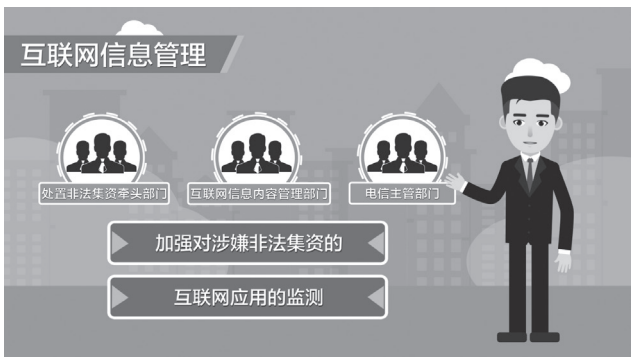 互联网信息管理
处置非法集资牵头部门
互联网信息内容管理部门
电信主管部门
加强对涉嫌非法集资的
互联网应用的监测